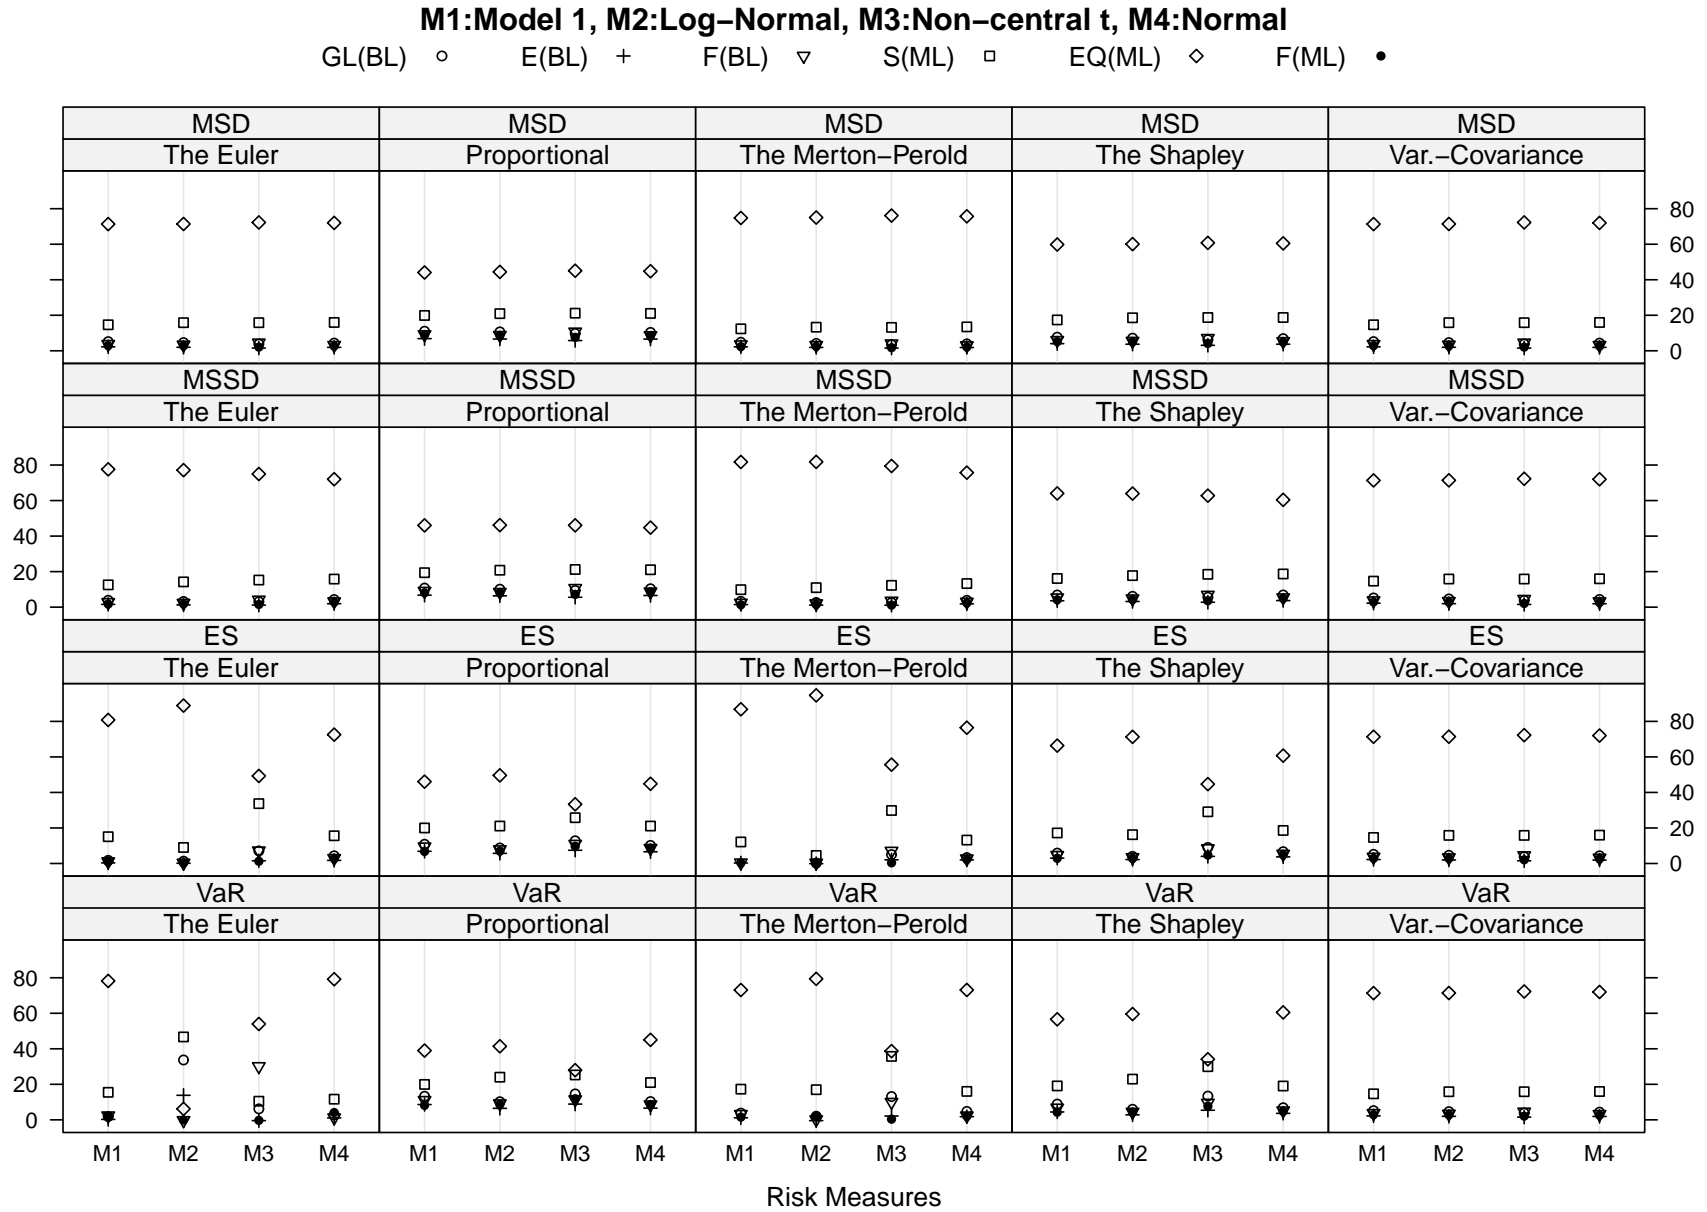 M1:Model 1, M2:Log−Normal, M3:Non−central t, M4:Normal
GL(BL) E(BL) F(BL) S(ML) EQ(ML) F(ML)
MSD MSD MSD MSD MSD
The Euler Proportional The Merton−Perold The Shapley Var.−Covariance
80
60
40
20
0
MSSD MSSD MSSD MSSD MSSD
The Euler Proportional The Merton−Perold The Shapley Var.−Covariance
80
60
40
20
0
ES ES ES ES ES
The Euler Proportional The Merton−Perold The Shapley Var.−Covariance
80
60
40
20
0
VaR VaR VaR VaR VaR
The Euler Proportional The Merton−Perold The Shapley Var.−Covariance
80
60
40
20
0
M1 M2 M3 M4 M1 M2 M3 M4 M1 M2 M3 M4 M1 M2 M3 M4 M1 M2 M3 M4
Risk Measures